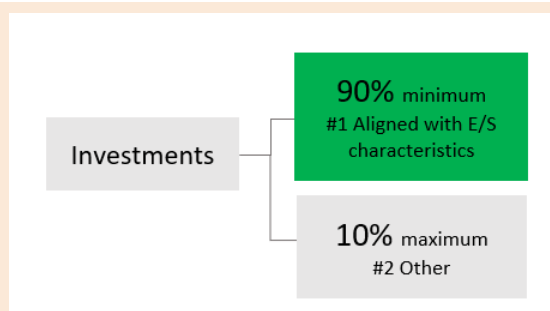 Investments
90% minimum
#1 Aligned with E/S
characteristics
10% maximum
#2 Other